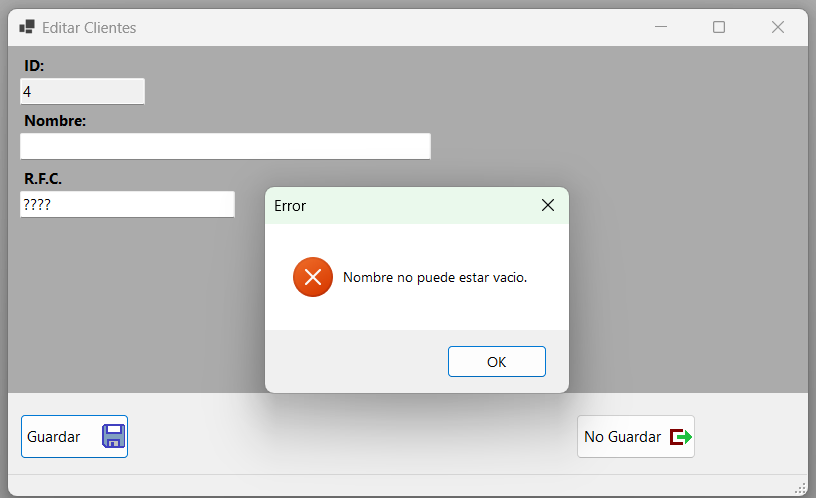 Editar Clientes
ID:
4
Nombre:
R.F.C.
????
Error
Nombre no puede estar vacio.
OK
Guardar
No Guardar